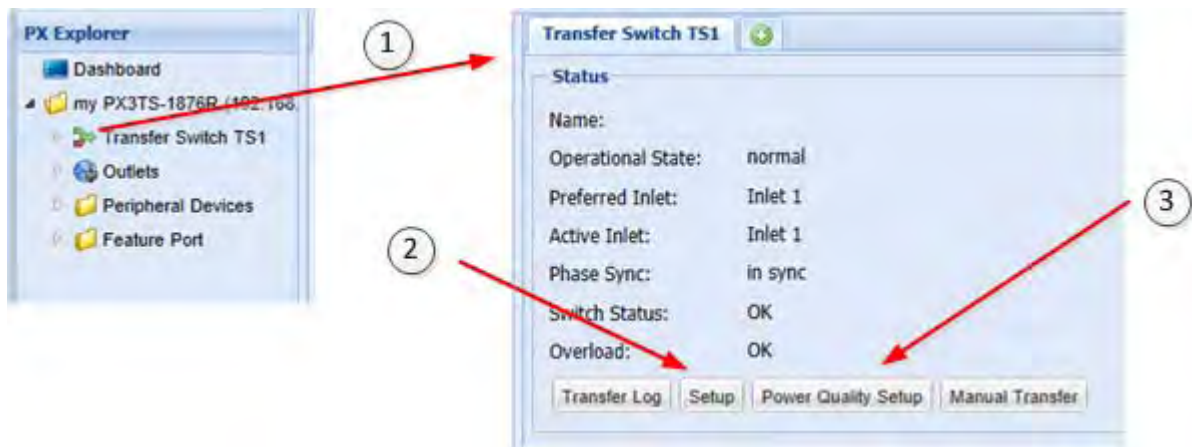 PX Explorer
Dashboard
my PX3TS-1876R (192.168.
Transfer Switch TS1
Outlets
Peripheral Devices
Feature Port
1
Transfer Switch TS1
Status
Name:
Operational State: normal
Preferred Inlet: Inlet 1
Active Inlet: Inlet 1
Phase Sync: in sync
Switch Status: OK
Overload: OK
Transfer Log Setup Power Quality Setup Manual Transfer
2
3